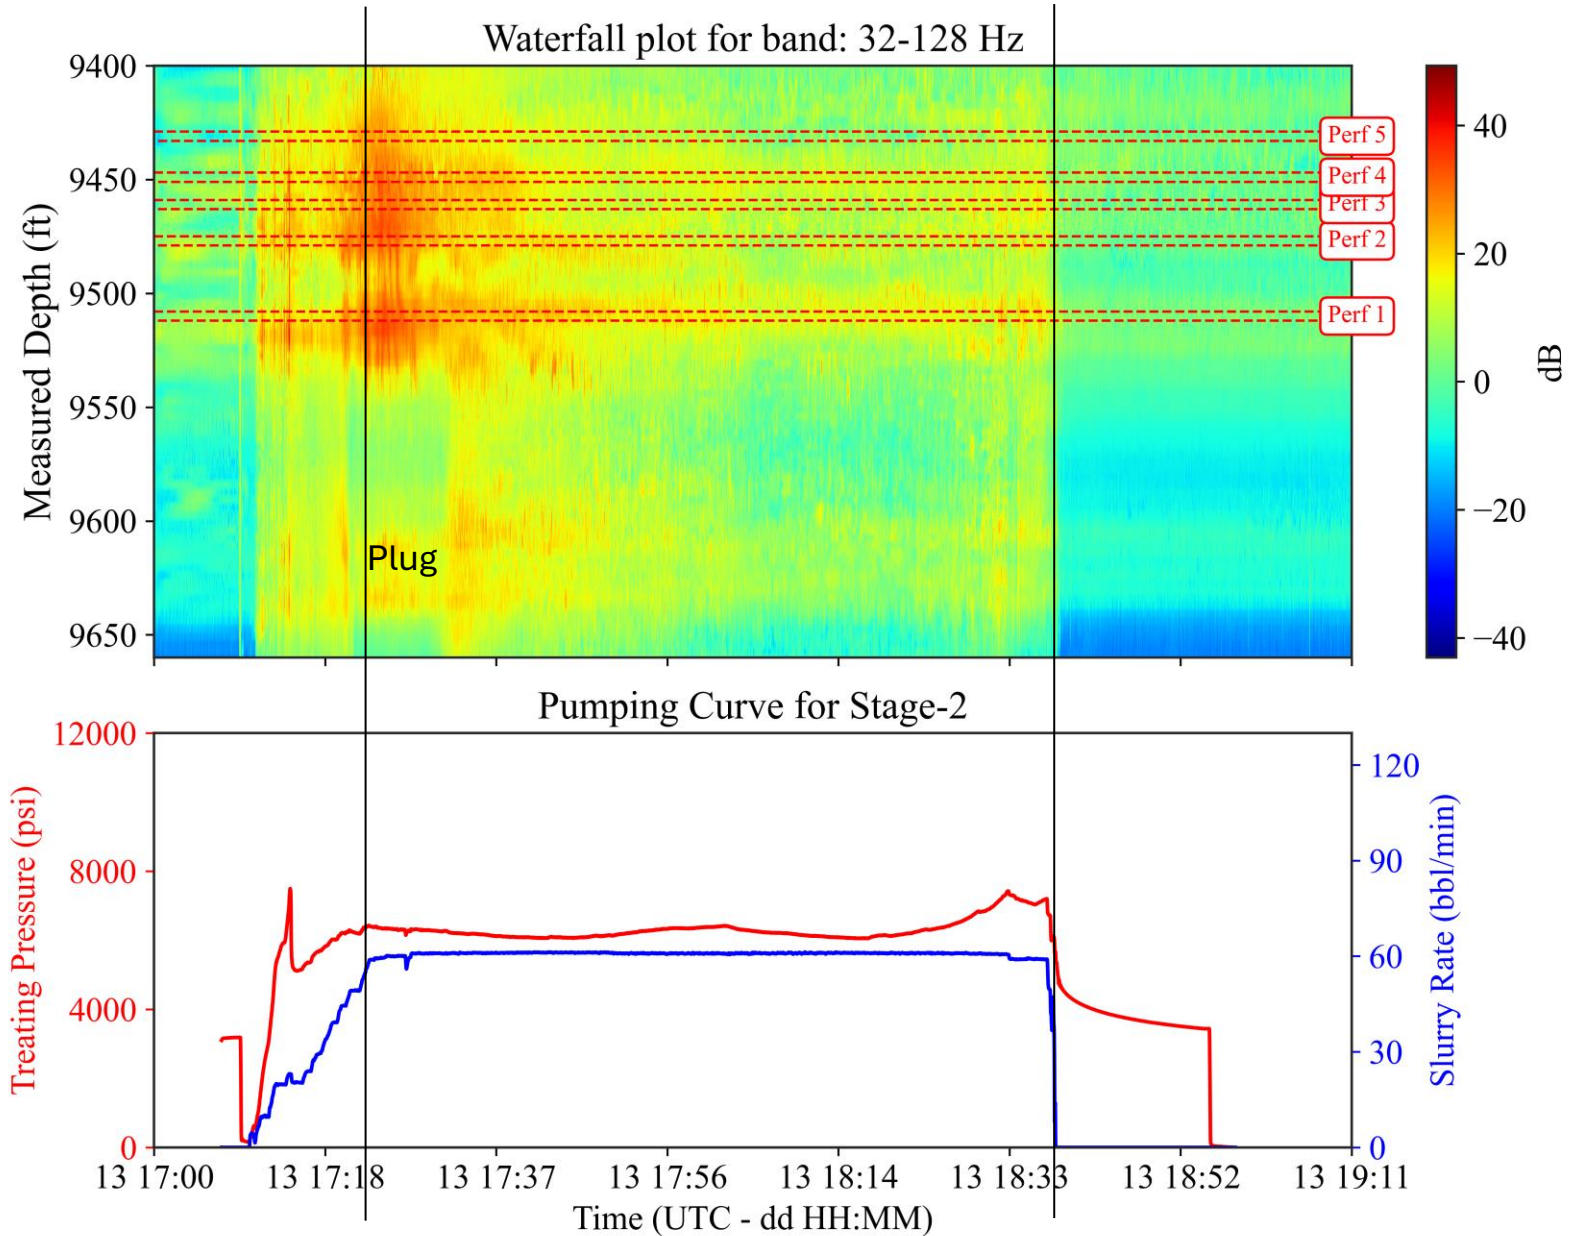 Waterfall plot for band: 32-128 Hz
9400
9450
9500
9550
9600
9650
Measured Depth (ft)
Perf 5
Perf 4
Perf 3
Perf 2
Perf 1
Plug
40
20
0
−20
−40
dB
Pumping Curve for Stage-2
12000
8000
4000
0
Treating Pressure (psi)
120
90
60
30
0
Slurry Rate (bbl/min)
13 17:00
13 17:18
13 17:37
13 17:56
13 18:14
13 18:33
13 18:52
13 19:11
Time (UTC - dd HH:MM)